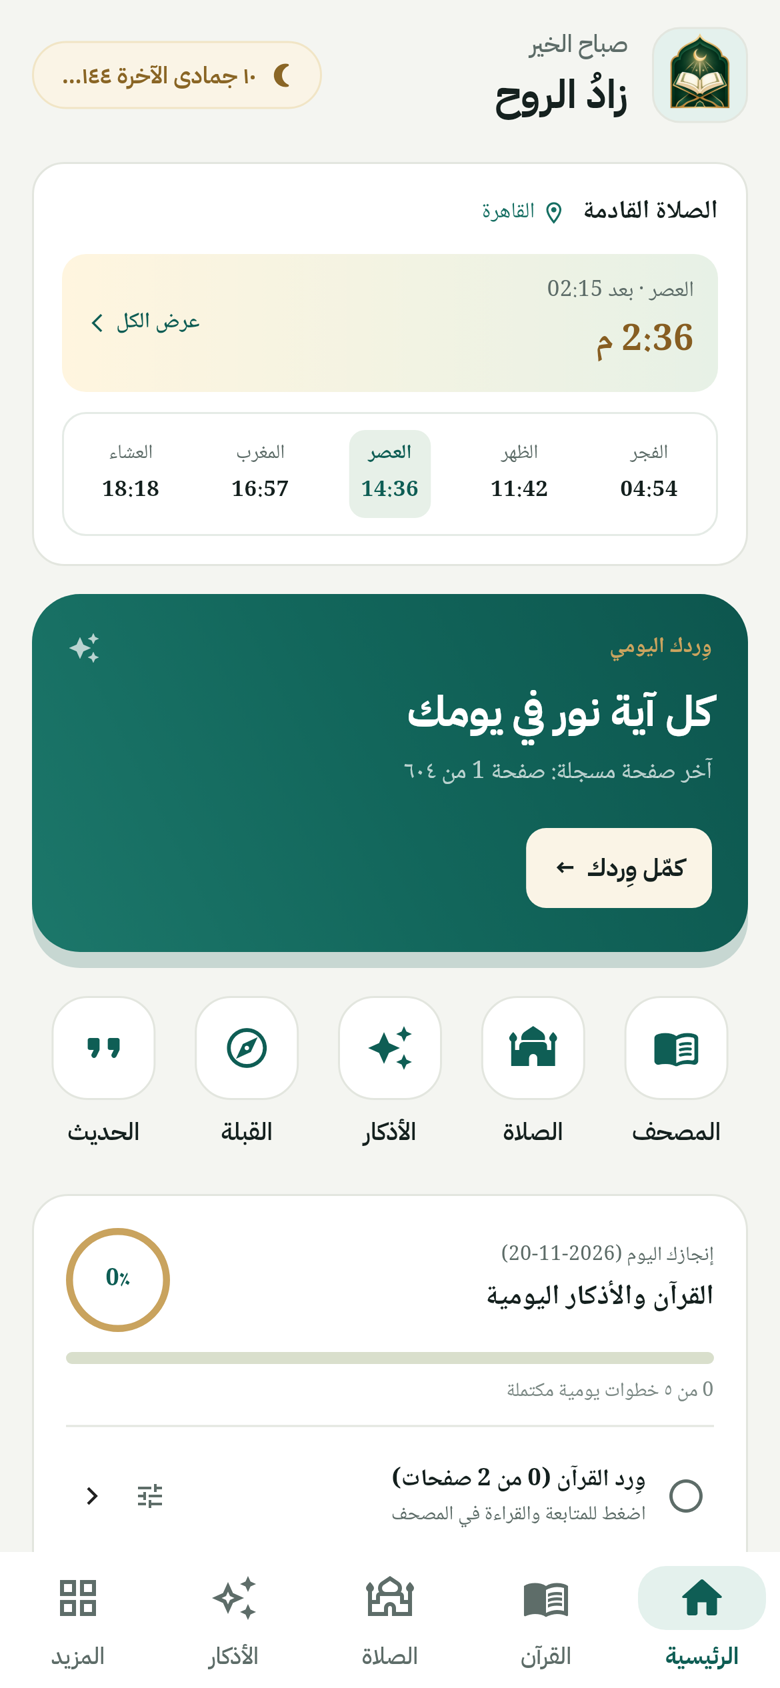 صباح الخير
زادُ الروح
١٠ جمادى الآخرة ١٤٤...
الصلاة القادمة
القاهرة
العصر · بعد 02:15
2:36 م
عرض الكل
الفجر
04:54
الظهر
11:42
العصر
14:36
المغرب
16:57
العشاء
18:18
وِردك اليومي
كل آية نور في يومك
آخر صفحة مسجلة: صفحة 1 من ٦٠٤
كمّل وِردك ←
المصحف
الصلاة
الأذكار
القبلة
الحديث
إنجازك اليوم (2026-11-20)
القرآن والأذكار اليومية
0٪
0 من ٥ خطوات يومية مكتملة
وِرد القرآن (0 من 2 صفحات)
اضغط للمتابعة والقراءة في المصحف
الرئيسية
القرآن
الصلاة
الأذكار
المزيد